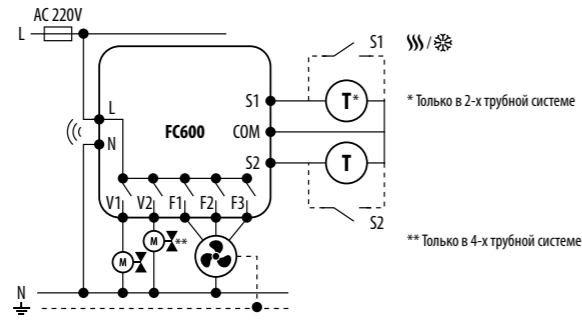 AC 220V
L
S1
/
L
S1
T*
* Только в 2-х трубной системе
FC600
COM
N
S2
T
V1 V2 F1 F2 F3
S2
M
**
M
** Только в 4-х трубной системе
N